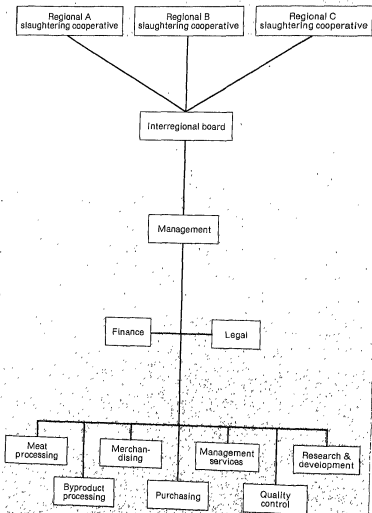 Regional A
slaughtering cooperative
Regional B
slaughtering cooperative
Regional C
slaughtering cooperative
Interregional board
Management
Finance
Legal
Meat
processing
Byproduct
processing
Merchan-
dising
Purchasing
Management
services
Quality
control
Research &
development